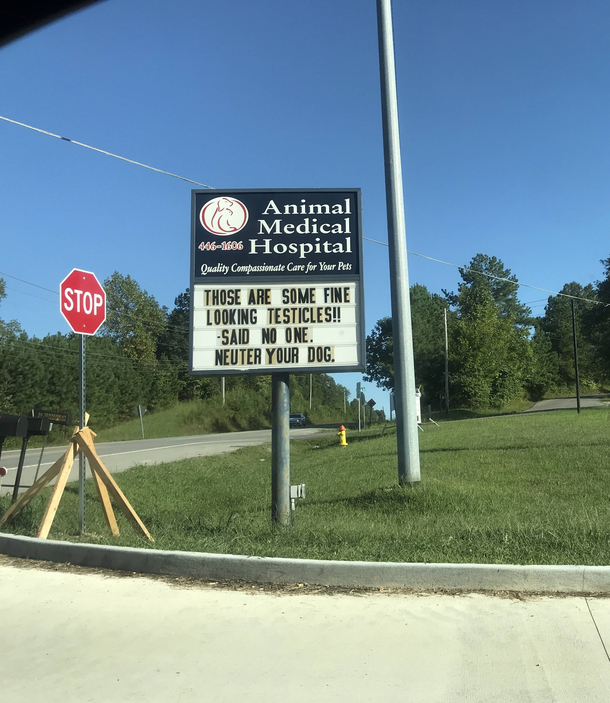 Animal
Medical
446-1686 Hospital
Quality Compassionate Care for Your Pets
THOSE ARE SOME FINE
LOOKING TESTICLES!!
-SAID NO ONE.
NEUTER YOUR DOG.
STOP